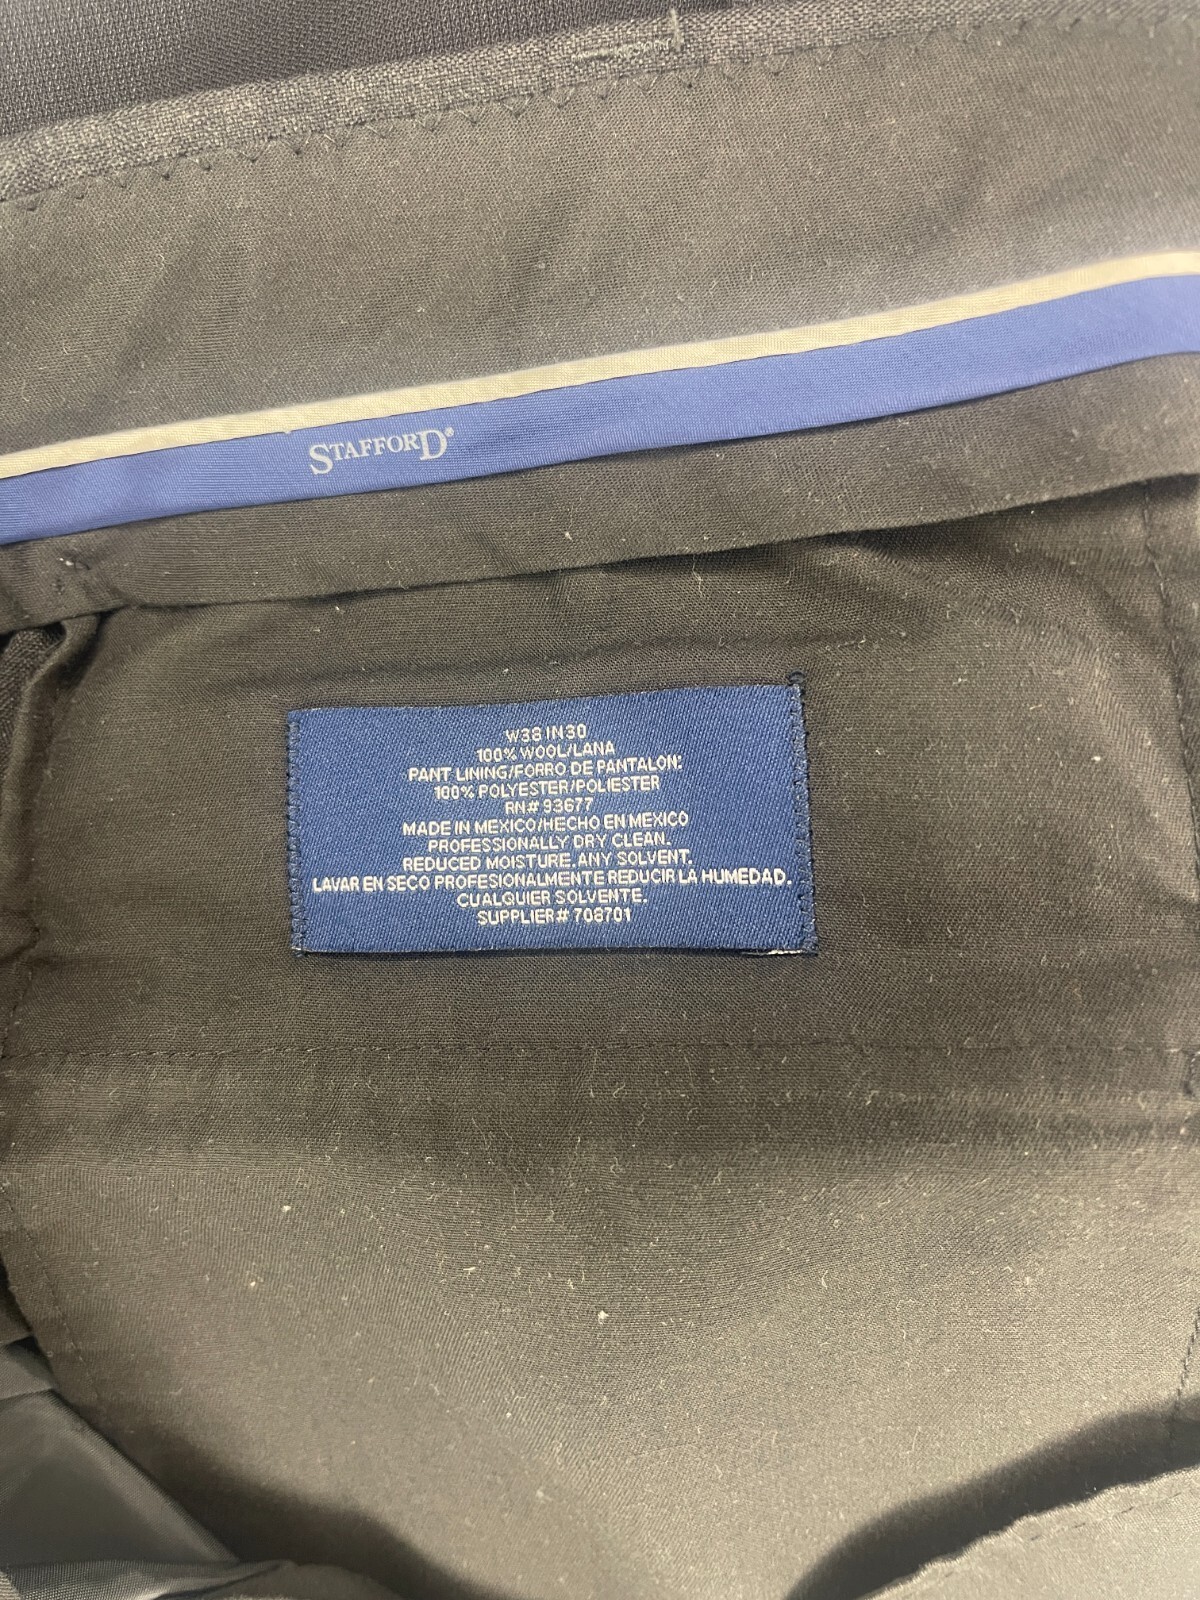 STAFFORD®
W38 IN30
100% WOOL/LANA
PANT LINING/FORRO DE PANTALON:
100% POLYESTER/POLIESTER
RN# 93677
MADE IN MEXICO/HECHO EN MEXICO
PROFESSIONALLY DRY CLEAN.
REDUCED MOISTURE.ANY SOLVENT.
LAVAR EN SECO PROFESIONALMENTE REDUCIR LA HUMEDAD.
CUALQUIER SOLVENTE.
SUPPLIER# 708701